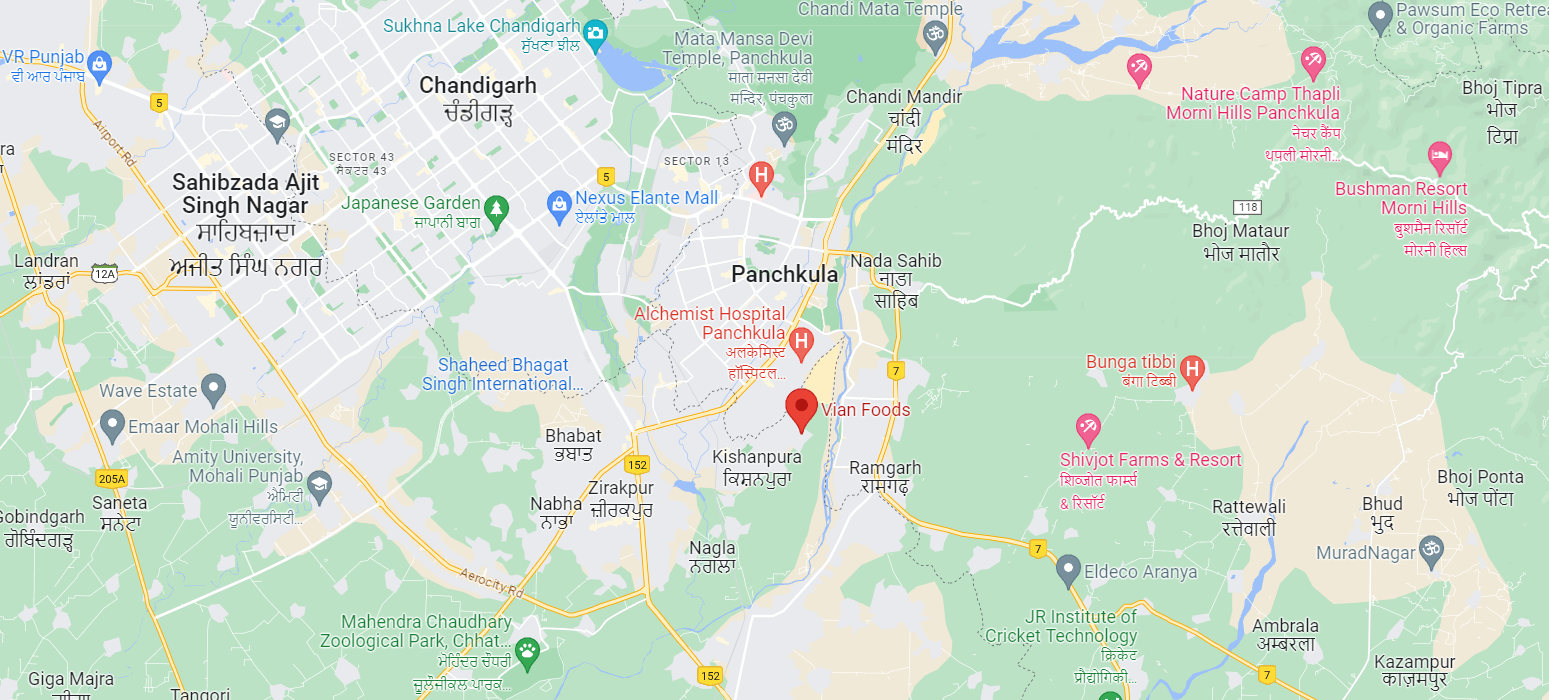 Chandi Mata Temple
Pawsum Eco Retrea
& Organic Farms
Sukhna Lake Chandigarh
ਸੁੱਖਣਾ ਝੀਲ
Mata Mansa Devi
Temple, Panchkula
माता मनसा देवी
मन्दिर, पंचकुला
VR Punjab
ਵੀ ਆਰ ਪੰਜਾਬ
Chandigarh
ਚੰਡੀਗੜ੍ਹ
5
Airport Rd
Chandi Mandir
चांदी
मंदिर
Nature Camp Thapli
Morni Hills Panchkula
नेचर कैंप
थपली मोरनी...
Bhoj Tipra
भोज
टिप्रा
ra
SECTOR 43
ਸੈਕਟਰ 43
SECTOR 13
H
5
Sahibzada Ajit
Singh Nagar
ਸਾਹਿਬਜ਼ਾਦਾ
ਅਜੀਤ ਸਿੰਘ ਨਗਰ
Japanese Garden
ਜਾਪਾਨੀ ਬਾਗ
Nexus Elante Mall
ਏਲਾਂਤੇ ਮਾਲ
Bushman Resort
Morni Hills
बुशमैन रिसॉर्ट
मोरनी हिल्स
118
Bhoj Mataur
भोज मातौर
Landran
ਲਾਂਡਰਾਂ
12A
Panchkula
Nada Sahib
नाडा
साहिब
Alchemist Hospital
Panchkula
अलकेमिस्ट
हॉस्पिटल...
H
Shaheed Bhagat
Singh International...
7
Bunga tibbi
बंगा टिब्बी
H
Wave Estate
Emaar Mohali Hills
Vian Foods
Bhabat
ਭਬਾਤ
Kishanpura
ਕਿਸ਼ਨਪੁਰਾ
Amity University,
Mohali Punjab
ਐਮਿਟੀ
ਯੂਨੀਵਰਸਿਟੀ...
152
Ramgarh
रामगढ़
Shivjot Farms & Resort
शिवजोत फार्म्स
& रिसॉर्ट
205A
Saneta
ਸਨੇਟਾ
Gobindgarh
ਗੋਬਿੰਦਗੜ੍ਹ
Nabha
ਨਾਭਾ
Zirakpur
ਜ਼ੀਰਕਪੁਰ
Rattewali
रत्तेवाली
Bhud
भुद
Bhoj Ponta
भोज पोंटा
Nagla
ਨਗਲਾ
7
MuradNagar
Aerocity Rd
Eldeco Aranya
Mahendra Chaudhary
Zoological Park, Chhat...
ਮੋਹਿੰਦਰ ਚੌਧਰੀ
ਜੂਲੌਜੀਕਲ ਪਾਰਕ...
JR Institute of
Cricket Technology
क्रिकेट
प्रौद्योगिकी...
Ambrala
अम्बरला
Giga Majra
Tangori
152
7
Kazampur
काज़मपुर